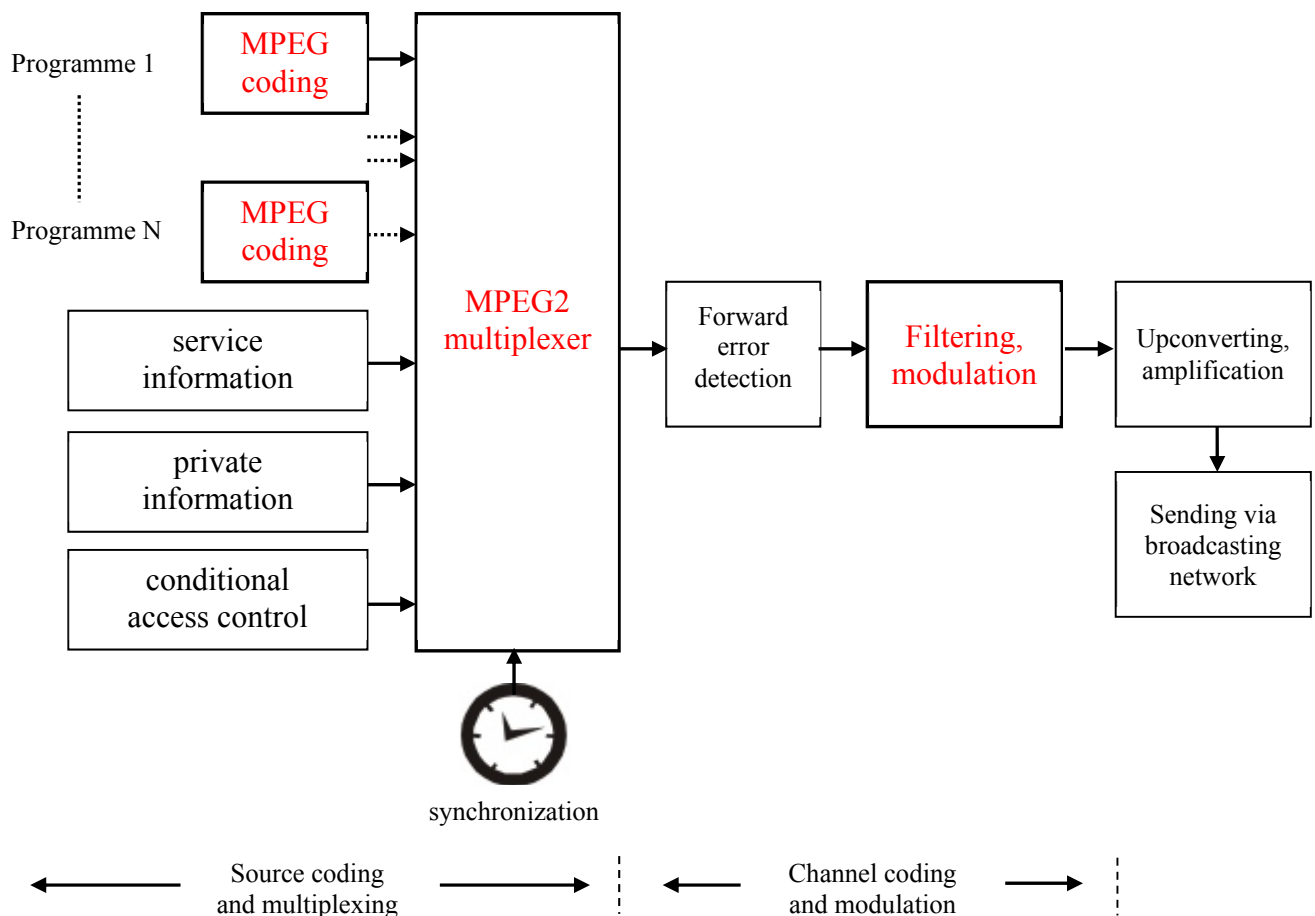 Programme 1
MPEG
coding
Programme N
MPEG
coding
service
information
private
information
conditional
access control
MPEG2
multiplexer
synchronization
Forward
error
detection
Filtering,
modulation
Upconverting,
amplification
Sending via
broadcasting
network
Source coding
and multiplexing
Channel coding
and modulation